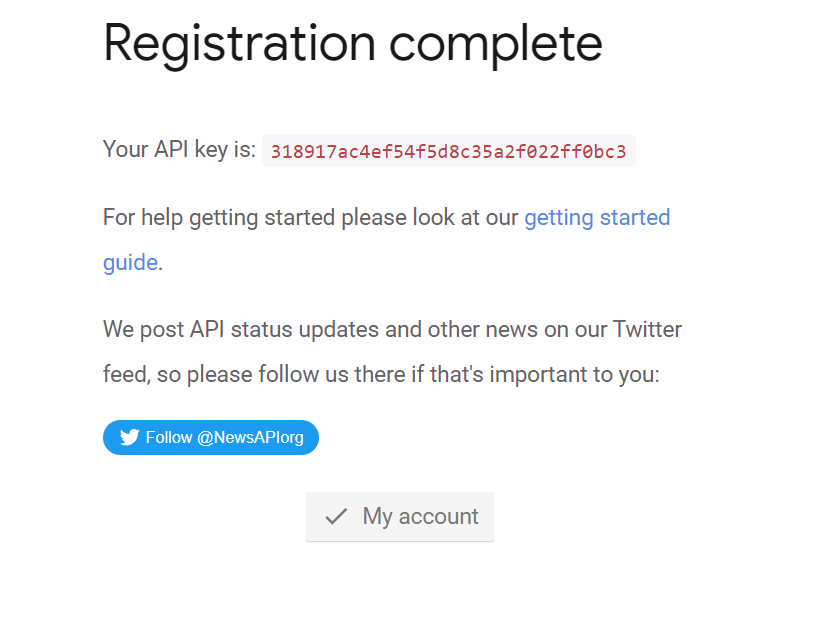 Registration complete
Your API key is: 318917ac4ef54f5d8c35a2f022ff0bc3
For help getting started please look at our getting started
guide.
We post API status updates and other news on our Twitter
feed, so please follow us there if that's important to you:
Follow @NewsAPIorg
My account